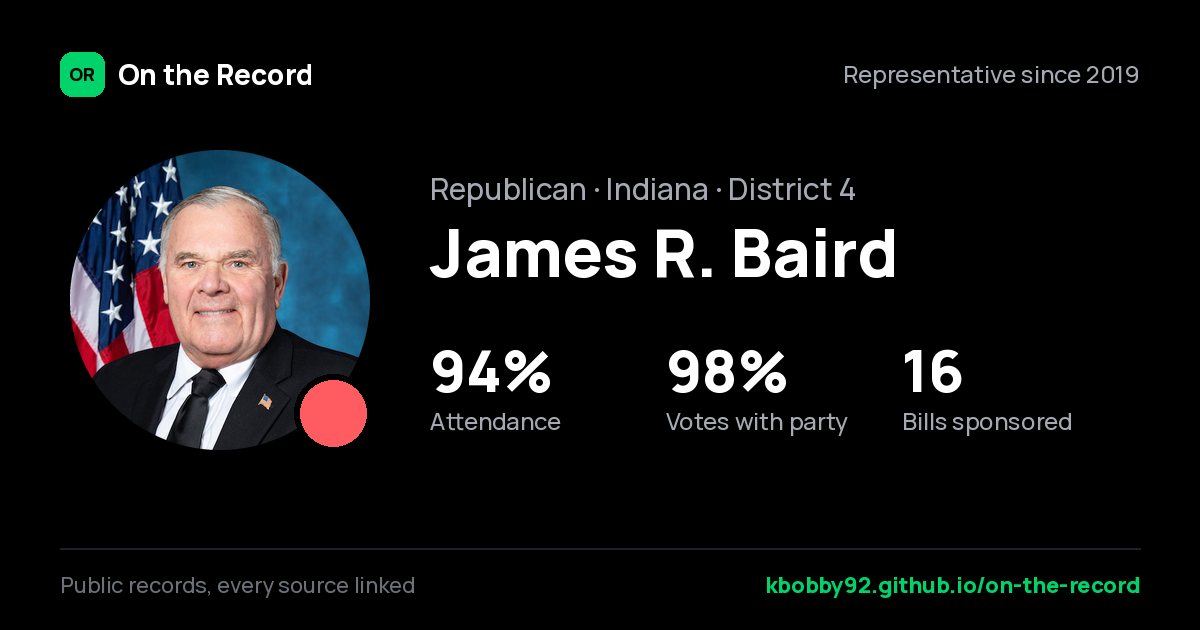 OR On the Record
Representative since 2019
Republican · Indiana · District 4
James R. Baird
94% 98% 16
Attendance Votes with party Bills sponsored
Public records, every source linked
kbobby92.github.io/on-the-record